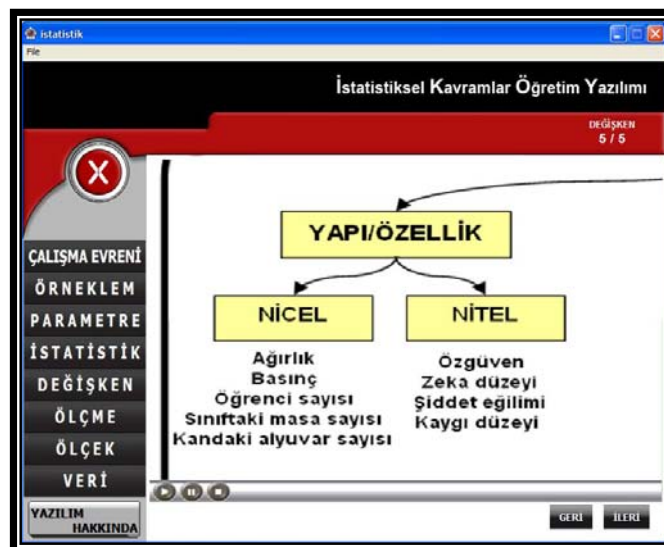 istatistik
File
İstatistiksel Kavramlar Öğretim Yazılımı
DEĞİŞKEN
5 / 5
X
ÇALIŞMA EVRENİ
ÖRNEKLEM
PARAMETRE
İSTATİSTİK
DEĞİŞKEN
ÖLÇME
ÖLÇEK
VERİ
YAZILIM
HAKKINDA
YAPI/ÖZELLİK
NİCEL
Ağırlık
Basınç
Öğrenci sayısı
Sınıftaki masa sayısı
Kandaki alyuvar sayısı
NİTEL
Özgüven
Zeka düzeyi
Şiddet eğilimi
Kaygı düzeyi
GERİ
İLERİ